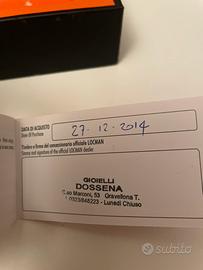 DATA DI ACQUISTO
Date Of Purchase
27-12-2014
Timbro e firma del concessionario ufficiale LOCMAN
Stamp and signature of the official LOCMAN dealer
GIOIELLI
DOSSENA
Marconi, 53 Gravellona T.
0323/848223 - Lunedì Chiuso
subito